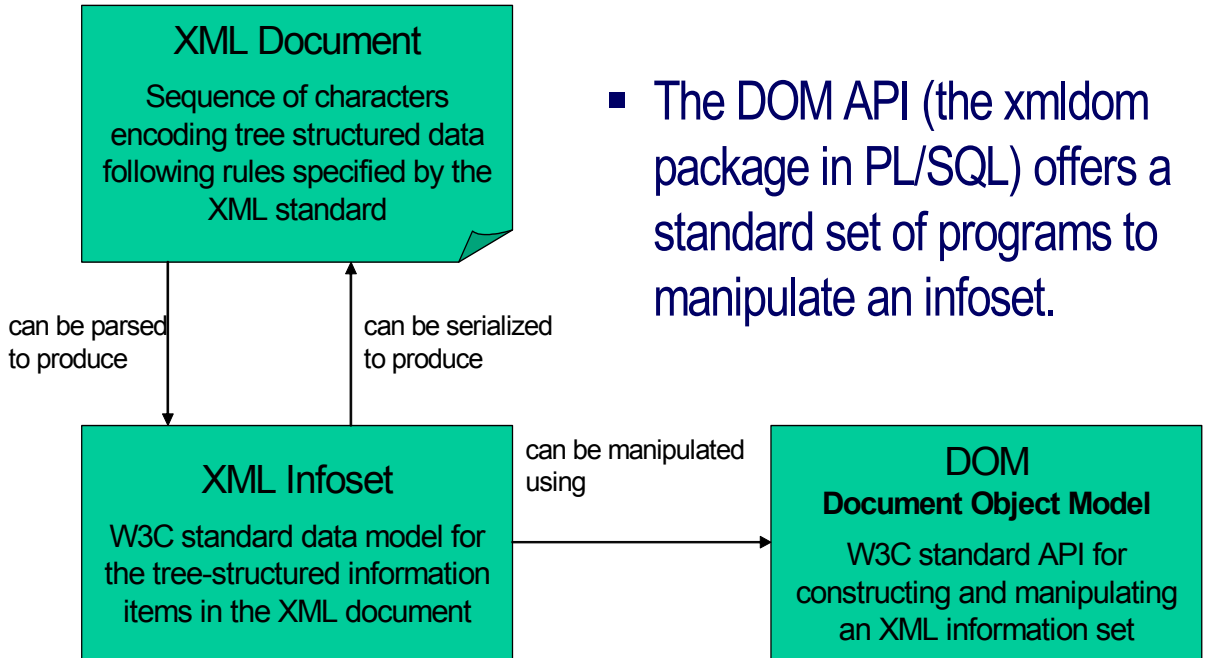 XML Document
Sequence of characters
encoding tree structured data
following rules specified by the
XML standard
▪ The DOM API (the xmldom
package in PL/SQL) offers a
standard set of programs to
manipulate an infoset.
can be parsed
to produce
can be serialized
to produce
XML Infoset
W3C standard data model for
the tree-structured information
items in the XML document
can be manipulated
using
DOM
Document Object Model
W3C standard API for
constructing and manipulating
an XML information set